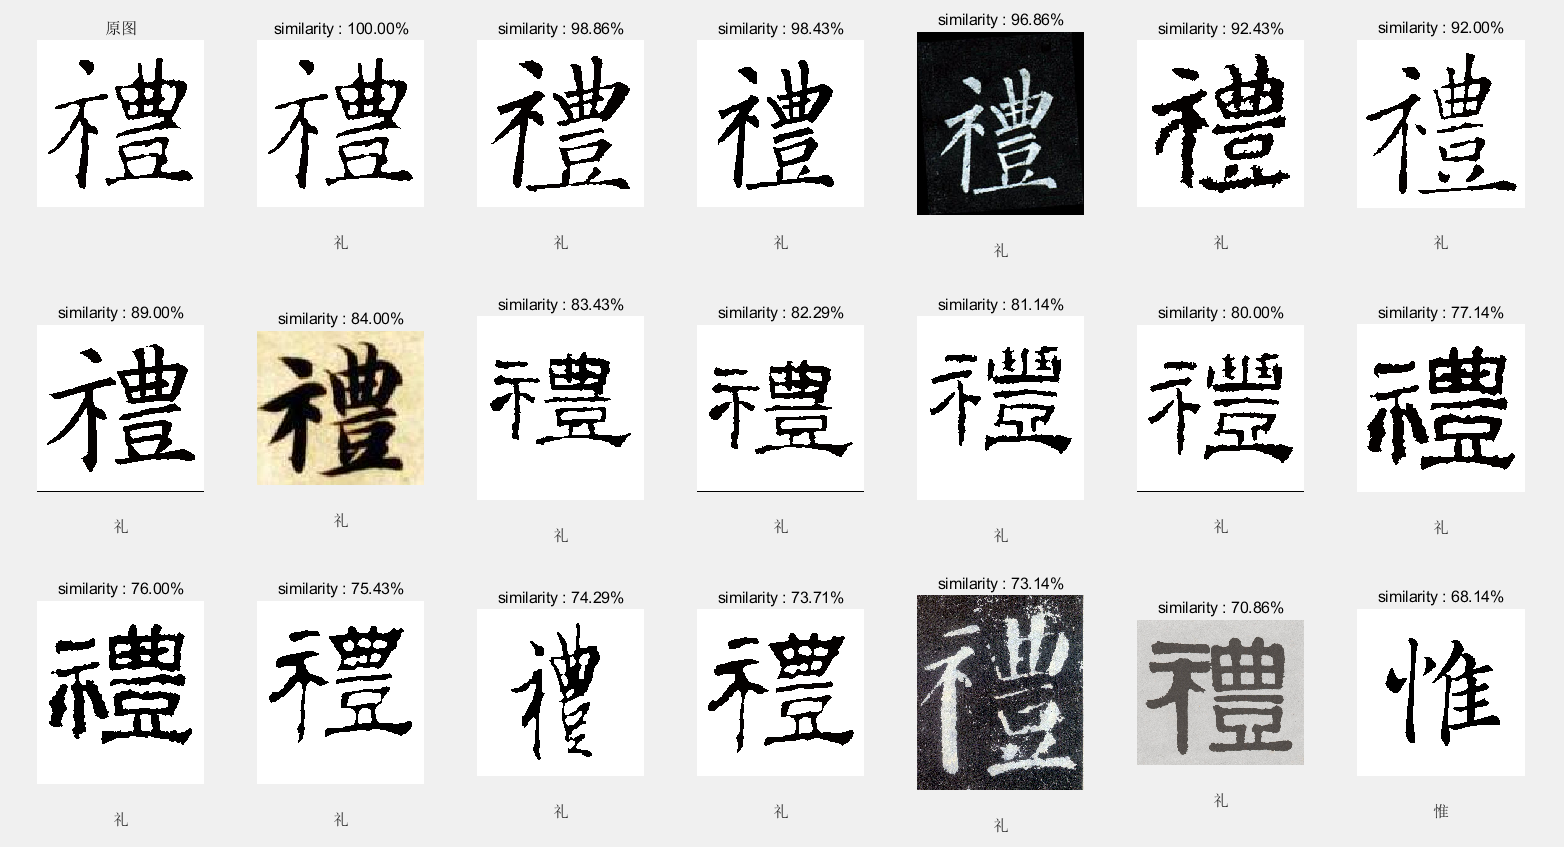 原图 similarity : 100.00% similarity : 98.86% similarity : 98.43% similarity : 96.86% similarity : 92.43% similarity : 92.00%
禮 禮 禮 禮 禮 禮 禮
礼 礼 礼 礼 礼 礼
similarity : 89.00% similarity : 84.00% similarity : 83.43% similarity : 82.29% similarity : 81.14% similarity : 80.00% similarity : 77.14%
禮 禮 禮 禮 禮 禮 禮
礼 礼 礼 礼 礼 礼 礼
similarity : 76.00% similarity : 75.43% similarity : 74.29% similarity : 73.71% similarity : 73.14% similarity : 70.86% similarity : 68.14%
禮 禮 禮 禮 禮 禮 惟
礼 礼 礼 礼 礼 礼 惟